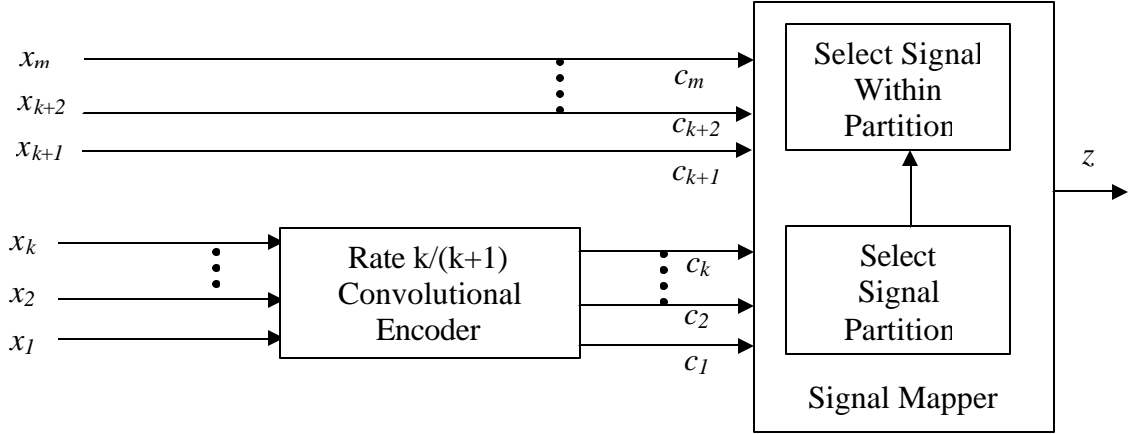 x_m
x_{k+2}
x_{k+1}
x_k
x_2
x_1
Rate k/(k+1)
Convolutional
Encoder
c_m
c_{k+2}
c_{k+1}
c_k
c_2
c_1
Select Signal
Within
Partition
Select
Signal
Partition
Signal Mapper
z